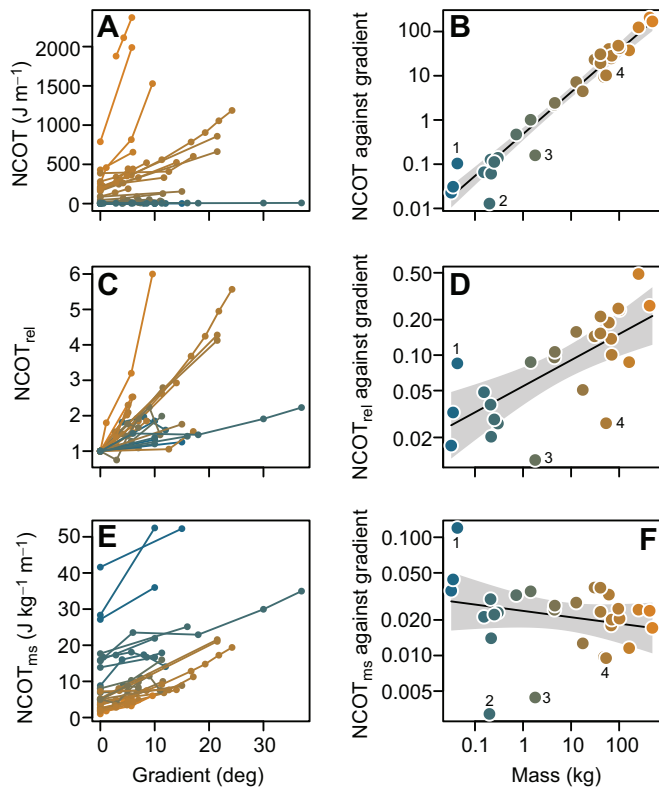 A
NCOT (J m⁻¹)
2000
1500
1000
500
0
B
NCOT against gradient
100
10
1
0.1
0.01
1
2
3
4
C
NCOTrel
6
5
4
3
2
1
D
NCOTrel against gradient
0.50
0.20
0.10
0.05
0.02
1
3
4
E
NCOTms (J kg⁻¹ m⁻¹)
50
40
30
20
10
0
0 10 20 30
Gradient (deg)
F
NCOTms against gradient
0.100
0.050
0.020
0.010
0.005
1
2
3
4
0.1 1 10 100
Mass (kg)